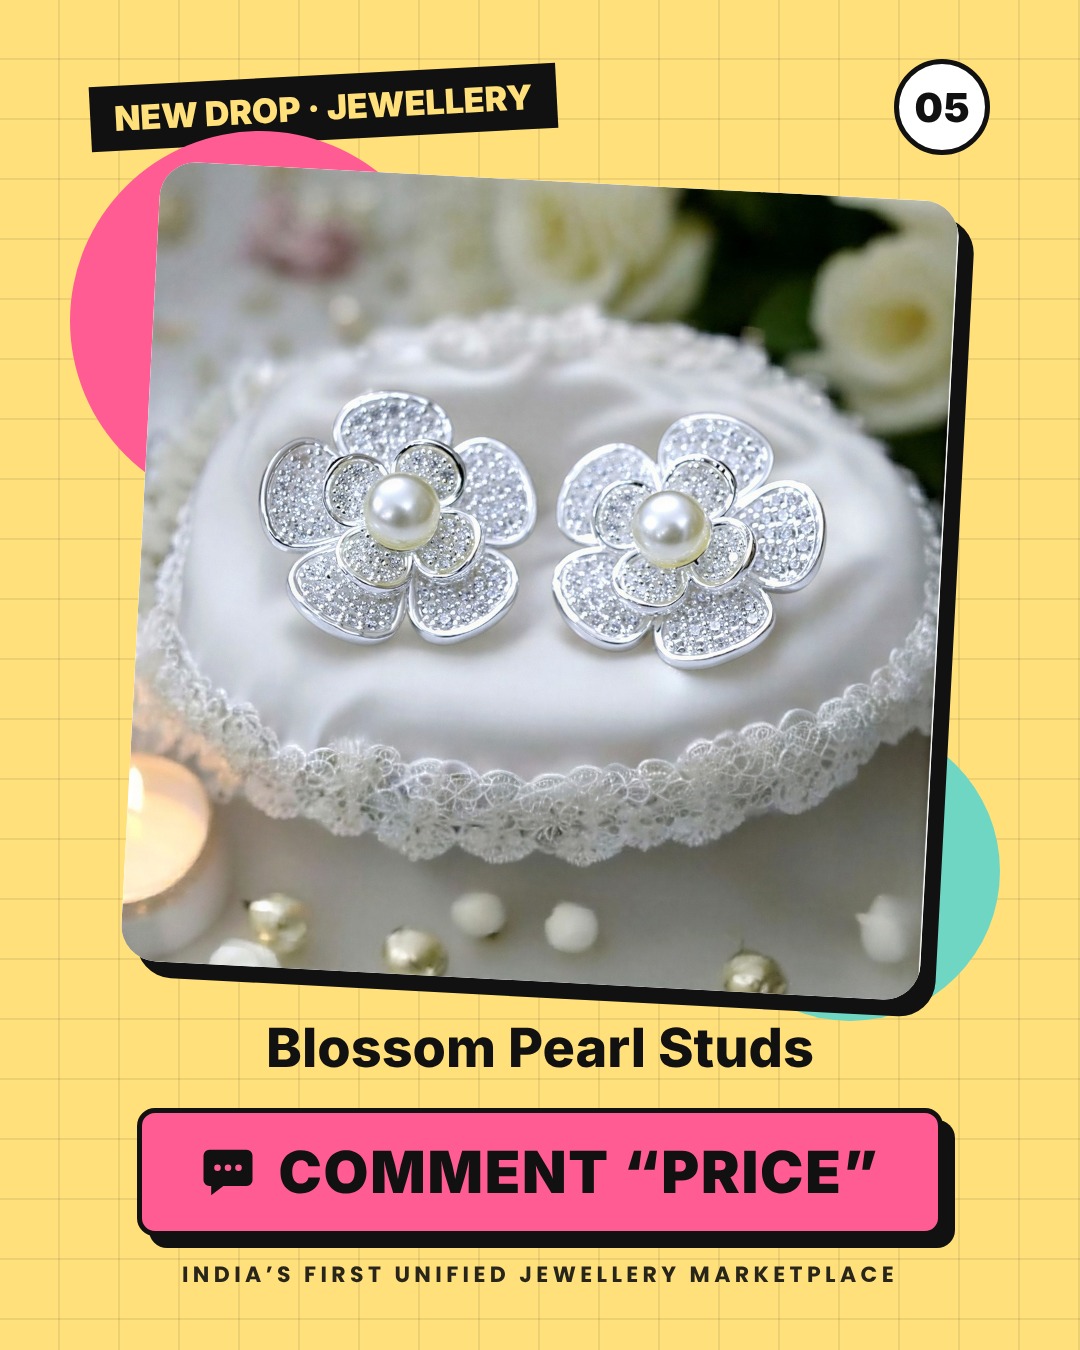 NEW DROP · JEWELLERY
05
Blossom Pearl Studs
COMMENT “PRICE”
INDIA’S FIRST UNIFIED JEWELLERY MARKETPLACE